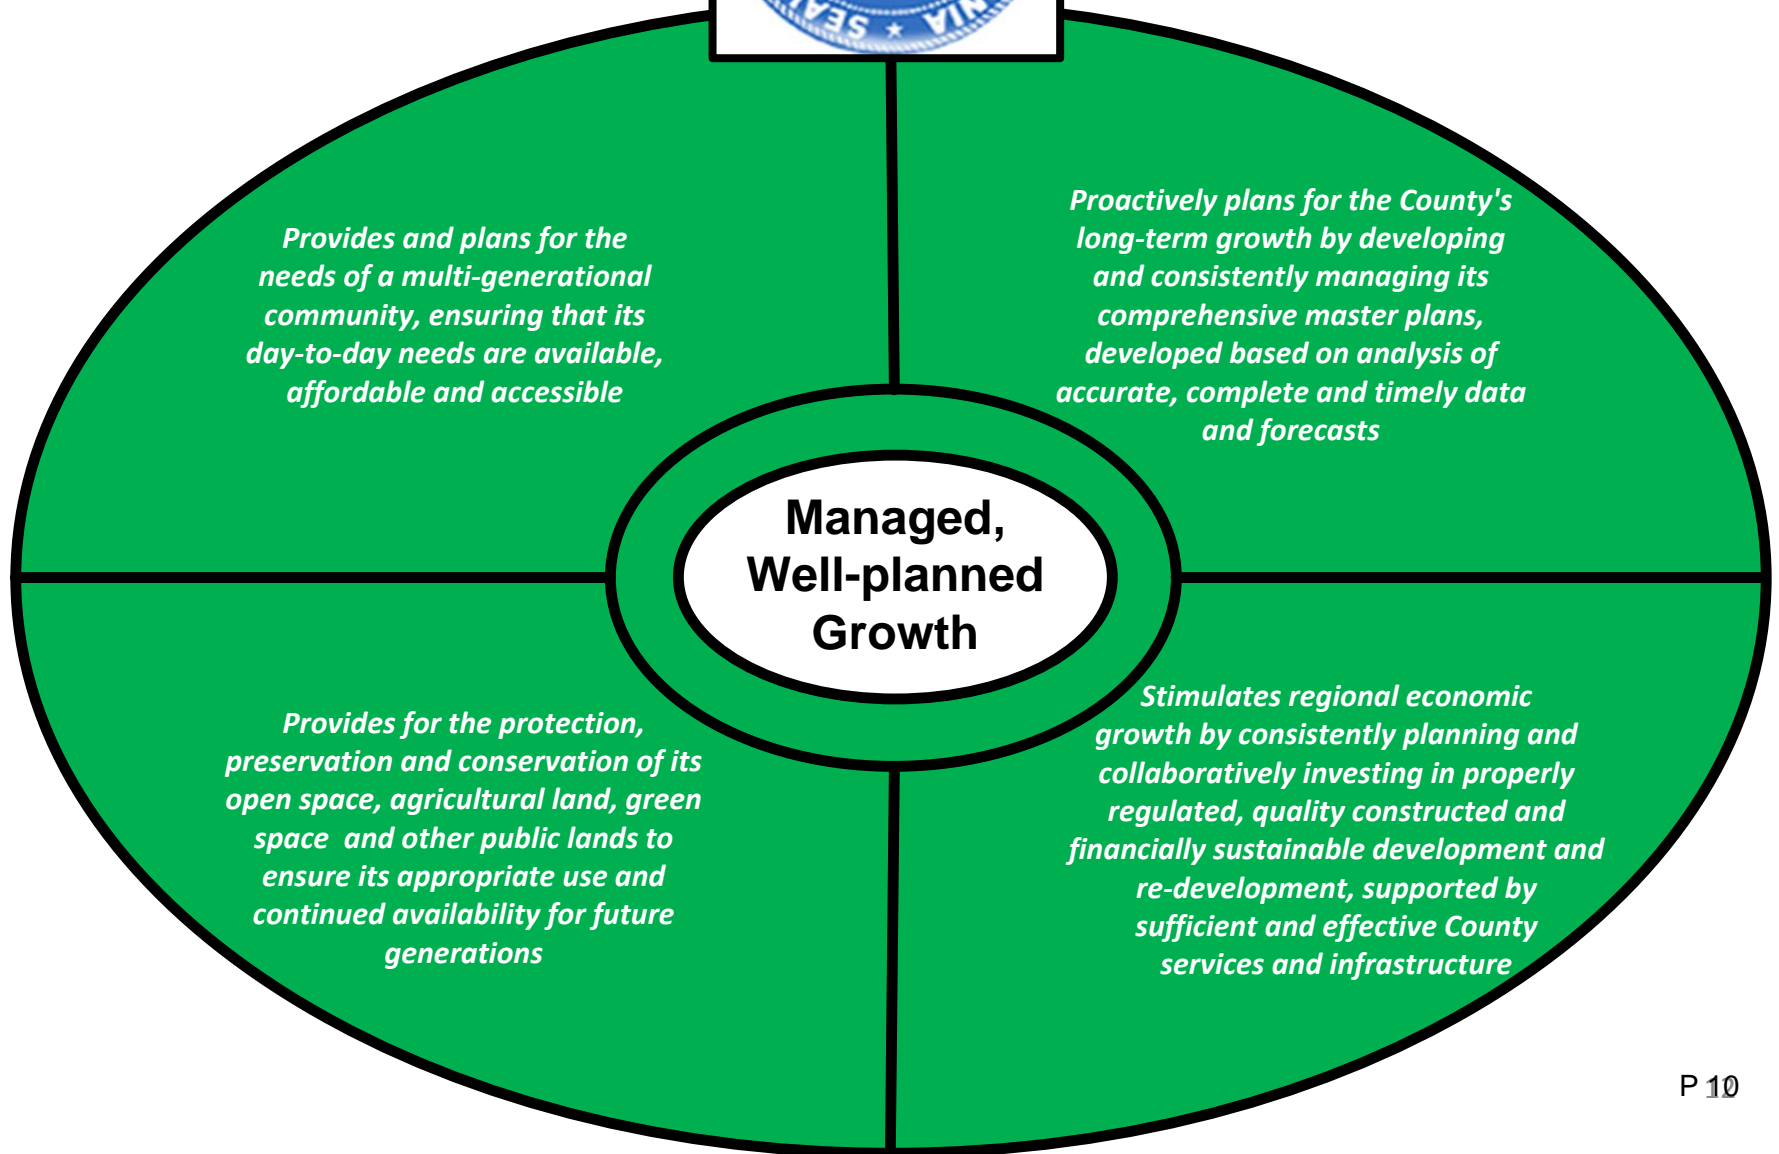 SEAL ★ NIA
Provides and plans for the
needs of a multi-generational
community, ensuring that its
day-to-day needs are available,
affordable and accessible
Proactively plans for the County's
long-term growth by developing
and consistently managing its
comprehensive master plans,
developed based on analysis of
accurate, complete and timely data
and forecasts
Managed,
Well-planned
Growth
Provides for the protection,
preservation and conservation of its
open space, agricultural land, green
space and other public lands to
ensure its appropriate use and
continued availability for future
generations
Stimulates regional economic
growth by consistently planning and
collaboratively investing in properly
regulated, quality constructed and
financially sustainable development and
re-development, supported by
sufficient and effective County
services and infrastructure
P 10